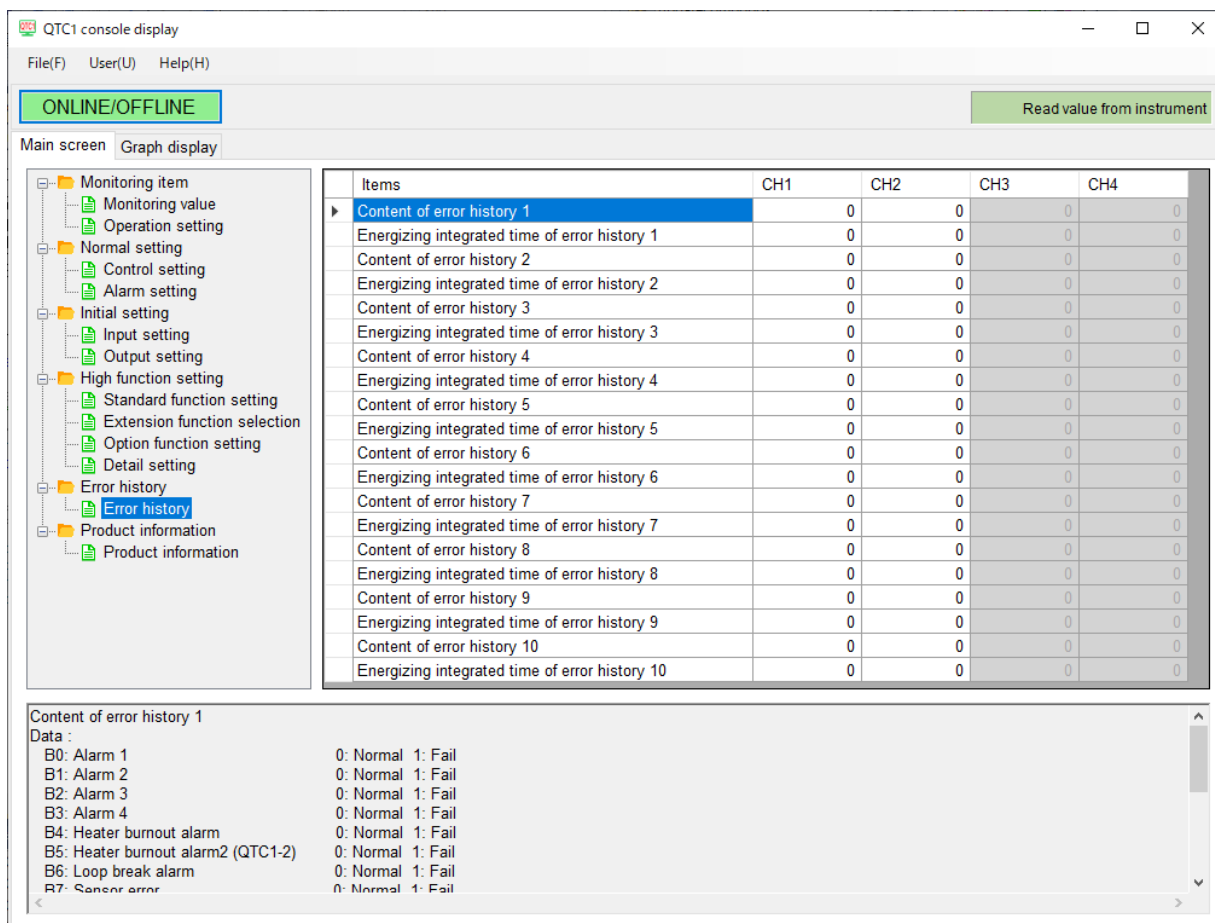 QTC1 console display
File(F) User(U) Help(H)
ONLINE/OFFLINE Read value from instrument
Main screen Graph display
Monitoring item
Monitoring value
Operation setting
Normal setting
Control setting
Alarm setting
Initial setting
Input setting
Output setting
High function setting
Standard function setting
Extension function selection
Option function setting
Detail setting
Error history
Error history
Product information
Product information
Items CH1 CH2 CH3 CH4
Content of error history 1 0 0 0 0
Energizing integrated time of error history 1 0 0 0 0
Content of error history 2 0 0 0 0
Energizing integrated time of error history 2 0 0 0 0
Content of error history 3 0 0 0 0
Energizing integrated time of error history 3 0 0 0 0
Content of error history 4 0 0 0 0
Energizing integrated time of error history 4 0 0 0 0
Content of error history 5 0 0 0 0
Energizing integrated time of error history 5 0 0 0 0
Content of error history 6 0 0 0 0
Energizing integrated time of error history 6 0 0 0 0
Content of error history 7 0 0 0 0
Energizing integrated time of error history 7 0 0 0 0
Content of error history 8 0 0 0 0
Energizing integrated time of error history 8 0 0 0 0
Content of error history 9 0 0 0 0
Energizing integrated time of error history 9 0 0 0 0
Content of error history 10 0 0 0 0
Energizing integrated time of error history 10 0 0 0 0
Content of error history 1
Data :
B0: Alarm 1 0: Normal 1: Fail
B1: Alarm 2 0: Normal 1: Fail
B2: Alarm 3 0: Normal 1: Fail
B3: Alarm 4 0: Normal 1: Fail
B4: Heater burnout alarm 0: Normal 1: Fail
B5: Heater burnout alarm2 (QTC1-2) 0: Normal 1: Fail
B6: Loop break alarm 0: Normal 1: Fail
B7: Sensor error 0: Normal 1: Fail